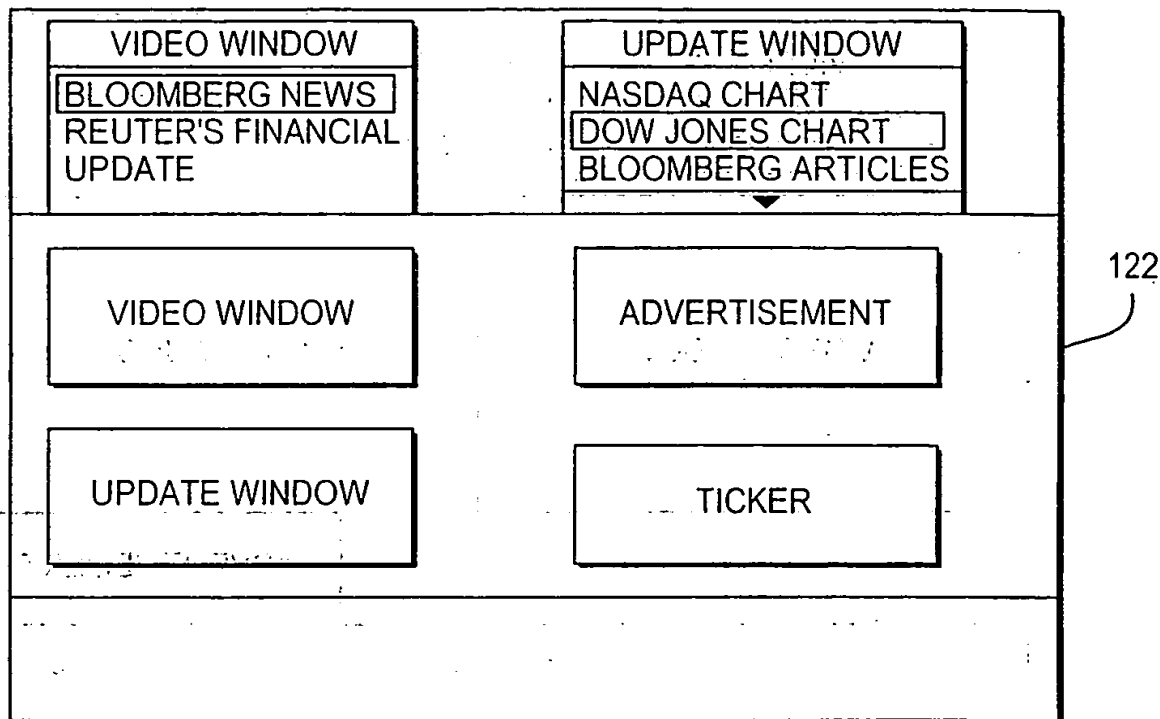 VIDEO WINDOW
BLOOMBERG NEWS
REUTER'S FINANCIAL
UPDATE
UPDATE WINDOW
NASDAQ CHART
DOW JONES CHART
BLOOMBERG ARTICLES
VIDEO WINDOW
ADVERTISEMENT
122
UPDATE WINDOW
TICKER